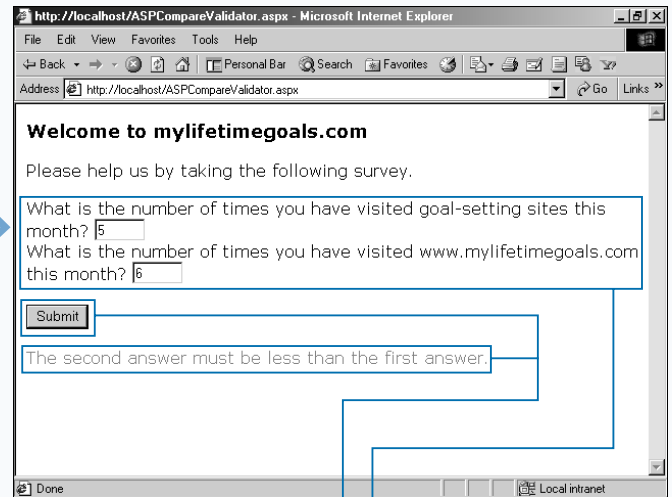 http://localhost/ASPCompareValidator.aspx - Microsoft Internet Explorer
File Edit View Favorites Tools Help
Back Personal Bar Search Favorites
Address http://localhost/ASPCompareValidator.aspx Go Links »
Welcome to mylifetimegoals.com
Please help us by taking the following survey.
What is the number of times you have visited goal-setting sites this
month? 5
What is the number of times you have visited www.mylifetimegoals.com
this month? 6
Submit
The second answer must be less than the first answer.
Done Local intranet